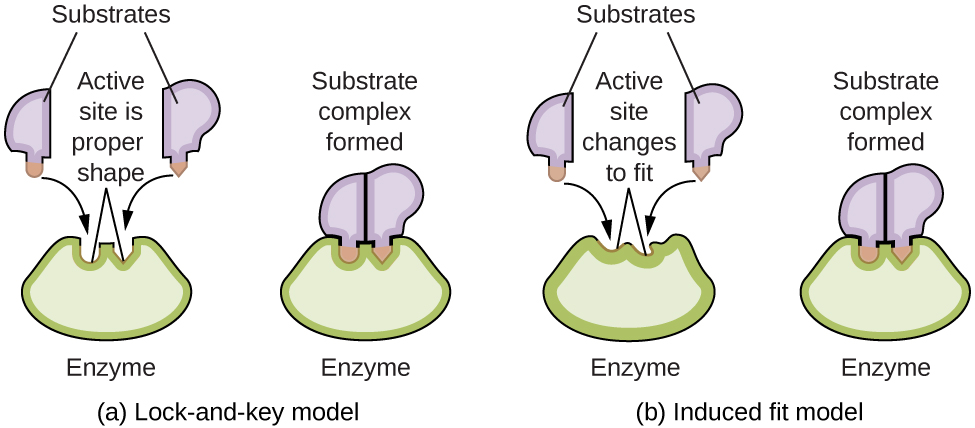 Substrates
Active
site is
proper
shape
Substrate
complex
formed
Enzyme
Enzyme
(a) Lock-and-key model
Substrates
Active
site
changes
to fit
Substrate
complex
formed
Enzyme
Enzyme
(b) Induced fit model